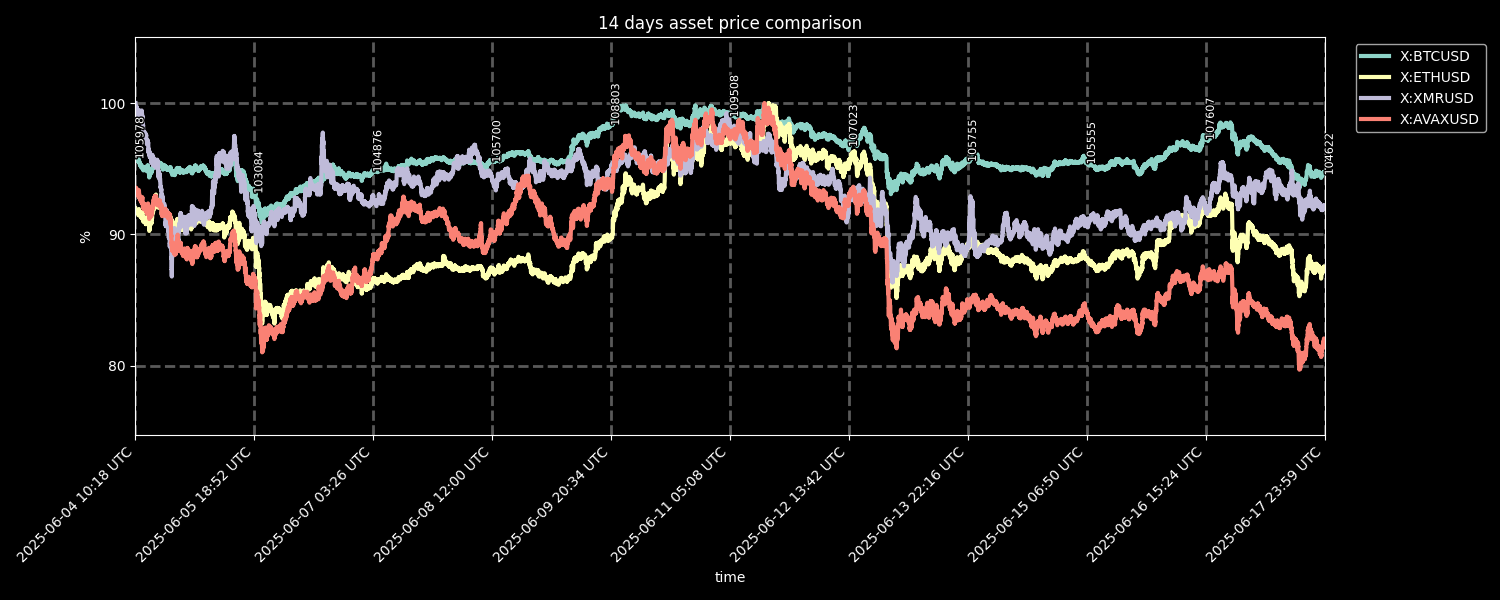 14 days asset price comparison
X:BTCUSD
X:ETHUSD
X:XMRUSD
X:AVAXUSD
%
100
90
80
105978
103084
104876
105700
108803
109508
107023
105755
105555
107607
104622
2025-06-04 10:18 UTC
2025-06-05 18:52 UTC
2025-06-07 03:26 UTC
2025-06-08 12:00 UTC
2025-06-09 20:34 UTC
2025-06-11 05:08 UTC
2025-06-12 13:42 UTC
2025-06-13 22:16 UTC
2025-06-15 06:50 UTC
2025-06-16 15:24 UTC
2025-06-17 23:59 UTC
time